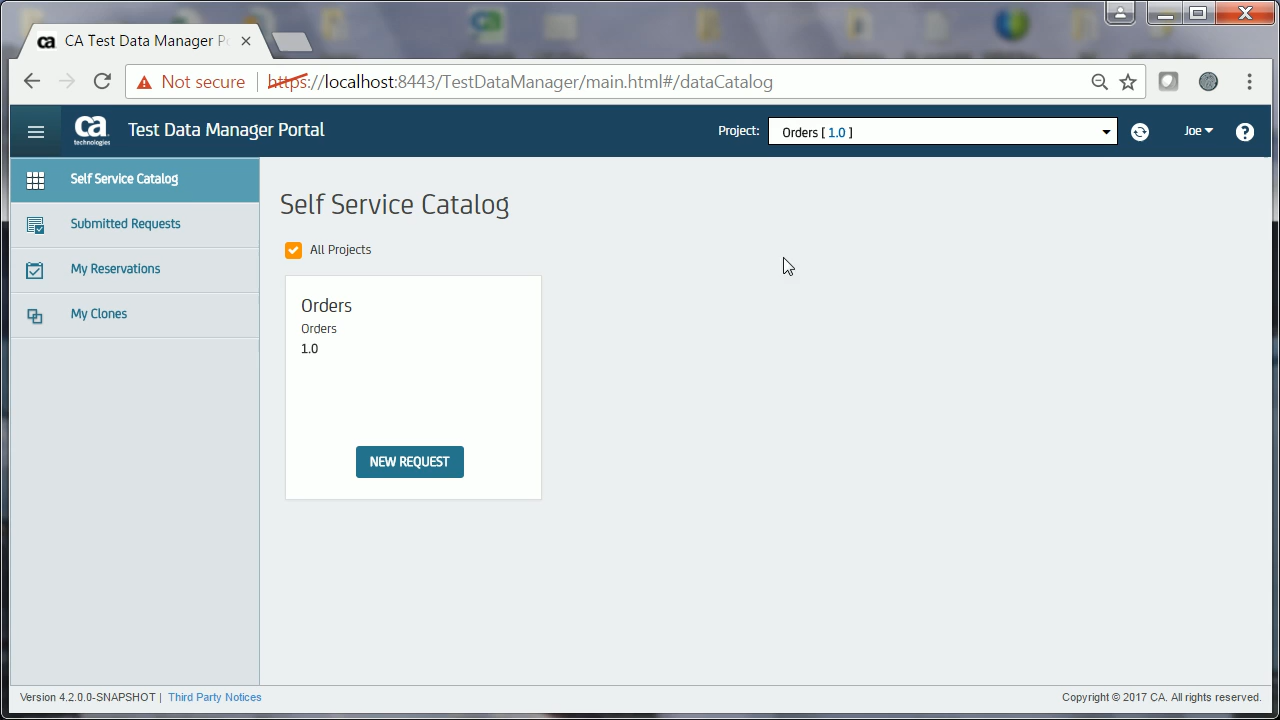 ca CA Test Data Manager P
Not secure https://localhost:8443/TestDataManager/main.html#/dataCatalog
ca technologies Test Data Manager Portal Project: Orders [ 1.0 ] Joe ?
Self Service Catalog
Submitted Requests
My Reservations
My Clones
Self Service Catalog
All Projects
Orders
Orders
1.0
NEW REQUEST
Version 4.2.0.0-SNAPSHOT | Third Party Notices Copyright © 2017 CA. All rights reserved.